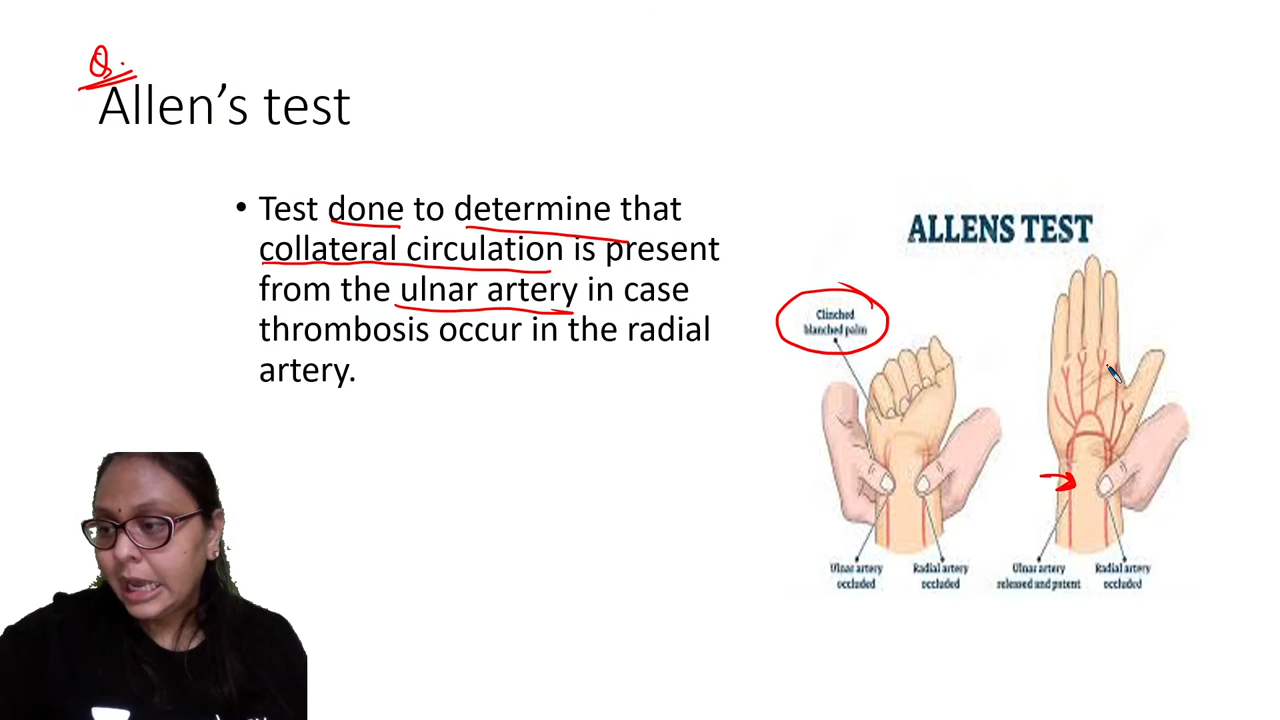 Q.
Allen's test
• Test done to determine that
collateral circulation is present
from the ulnar artery in case
thrombosis occur in the radial
artery.
ALLENS TEST
Clinched
blanched palm
Ulnar artery
occluded
Radial artery
occluded
Ulnar artery
released and patent
Radial artery
occluded